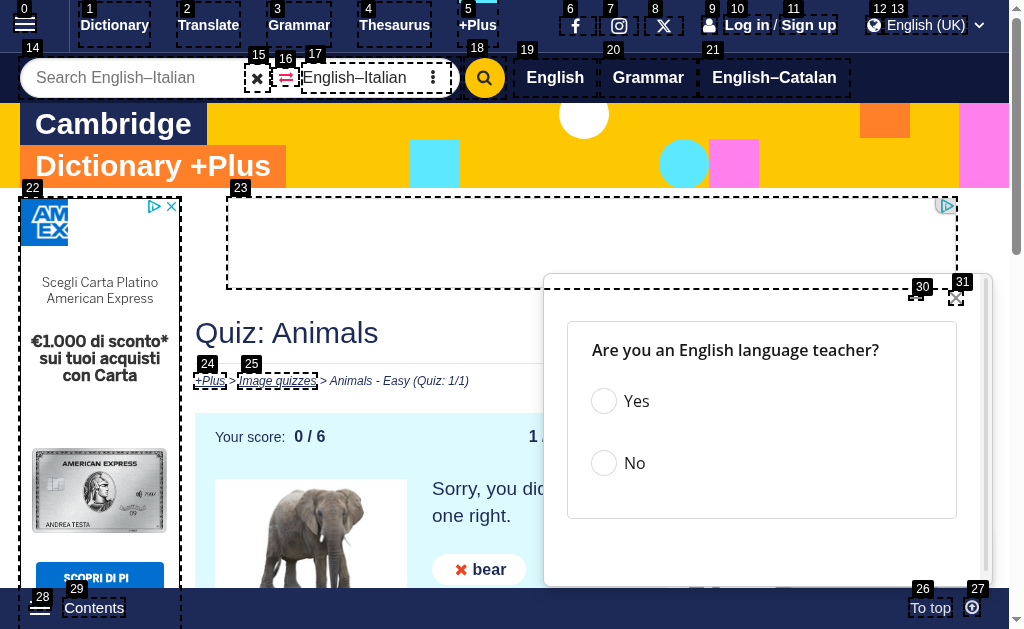 0 1 2 3 4 5 6 7 8 9 10 11 12 13
Dictionary Translate Grammar Thesaurus +Plus Log in / Sign up English (UK)
14 15 16 17 18 19 20 21
Search English–Italian English–Italian English Grammar English–Catalan
Cambridge
Dictionary +Plus
22 23
AM
EX
Scegli Carta Platino
American Express
€1.000 di sconto*
sui tuoi acquisti
con Carta
AMERICAN EXPRESS
ANDREA TESTA
SCOPRI DI PI
Quiz: Animals
24 25
+Plus > Image quizzes > Animals - Easy (Quiz: 1/1)
Your score: 0 / 6 1
Sorry, you did
one right.
bear
30 31
Are you an English language teacher?
Yes
No
28 29 26 27
Contents To top